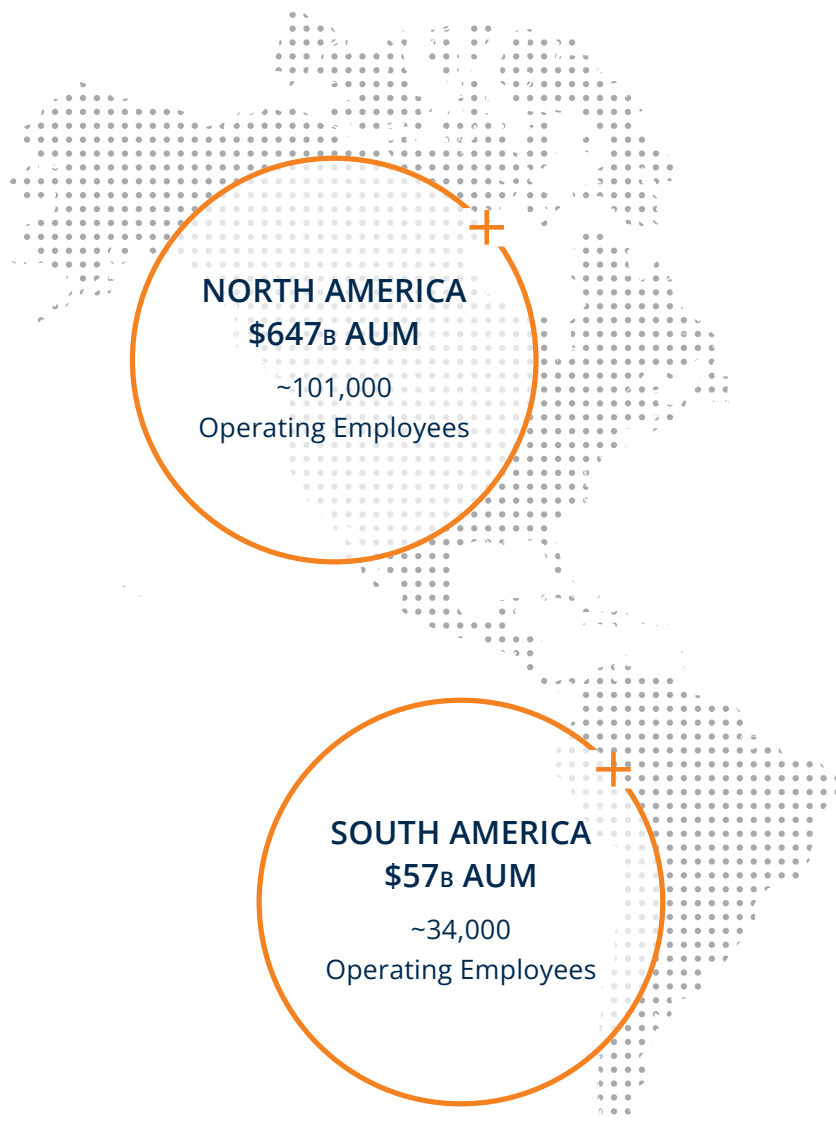 NORTH AMERICA
$647B AUM
~101,000
Operating Employees
SOUTH AMERICA
$57B AUM
~34,000
Operating Employees